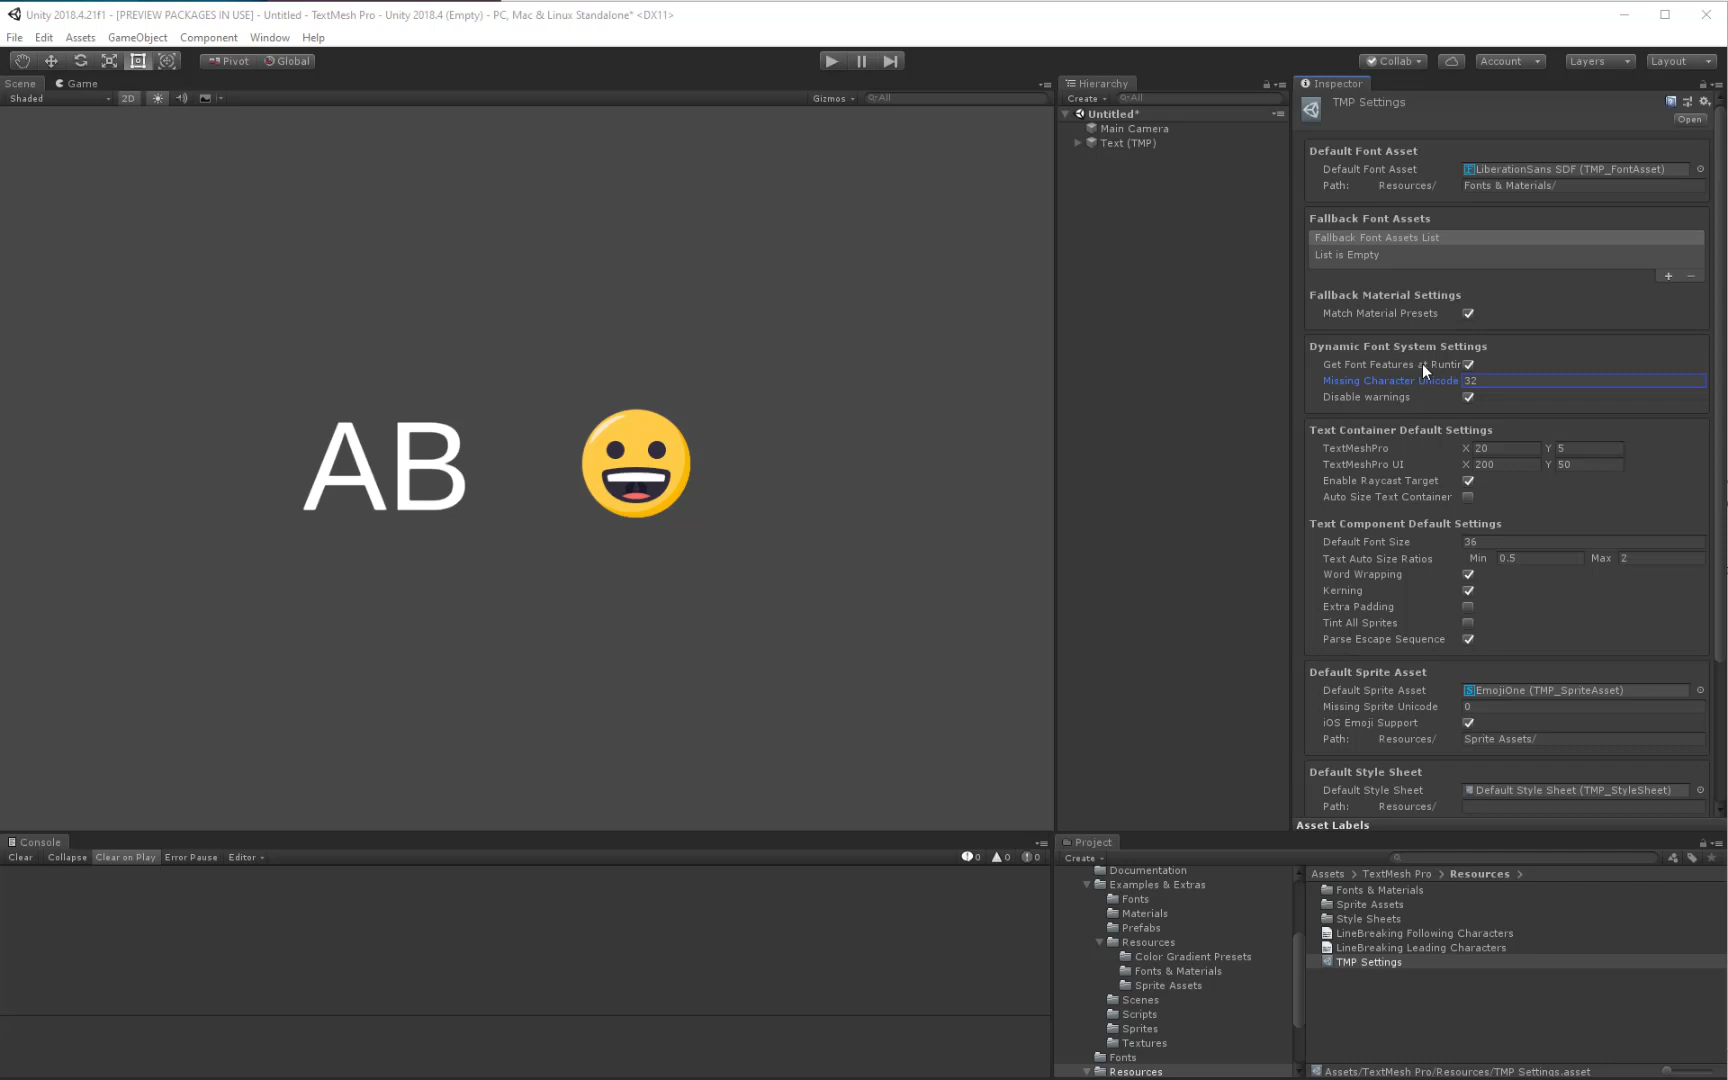 Unity 2018.4.21f1 - [PREVIEW PACKAGES IN USE] - Untitled - TextMesh Pro - Unity 2018.4 (Empty) - PC, Mac & Linux Standalone* <DX11>
File Edit Assets GameObject Component Window Help
Pivot Global Collab Account Layers Layout
Scene Game
Shaded 2D Gizmos All
AB
Hierarchy
Create All
Untitled*
Main Camera
Text (TMP)
Inspector
TMP Settings
Open
Default Font Asset
Default Font Asset LiberationSans SDF (TMP_FontAsset)
Path: Resources/ Fonts & Materials/
Fallback Font Assets
Fallback Font Assets List
List is Empty
Fallback Material Settings
Match Material Presets
Dynamic Font System Settings
Get Font Features at Runtir
Missing Character Unicode 32
Disable warnings
Text Container Default Settings
TextMeshPro X 20 Y 5
TextMeshPro UI X 200 Y 50
Enable Raycast Target
Auto Size Text Container
Text Component Default Settings
Default Font Size 36
Text Auto Size Ratios Min 0.5 Max 2
Word Wrapping
Kerning
Extra Padding
Tint All Sprites
Parse Escape Sequence
Default Sprite Asset
Default Sprite Asset EmojiOne (TMP_SpriteAsset)
Missing Sprite Unicode 0
iOS Emoji Support
Path: Resources/ Sprite Assets/
Default Style Sheet
Default Style Sheet Default Style Sheet (TMP_StyleSheet)
Path: Resources/
Asset Labels
Console
Clear Collapse Clear on Play Error Pause Editor 0 0 0
Project
Create
Documentation
Examples & Extras
Fonts
Materials
Prefabs
Resources
Color Gradient Presets
Fonts & Materials
Sprite Assets
Scenes
Scripts
Sprites
Textures
Fonts
Resources
Assets > TextMesh Pro > Resources >
Fonts & Materials
Sprite Assets
Style Sheets
LineBreaking Following Characters
LineBreaking Leading Characters
TMP Settings
Assets/TextMesh Pro/Resources/TMP Settings.asset